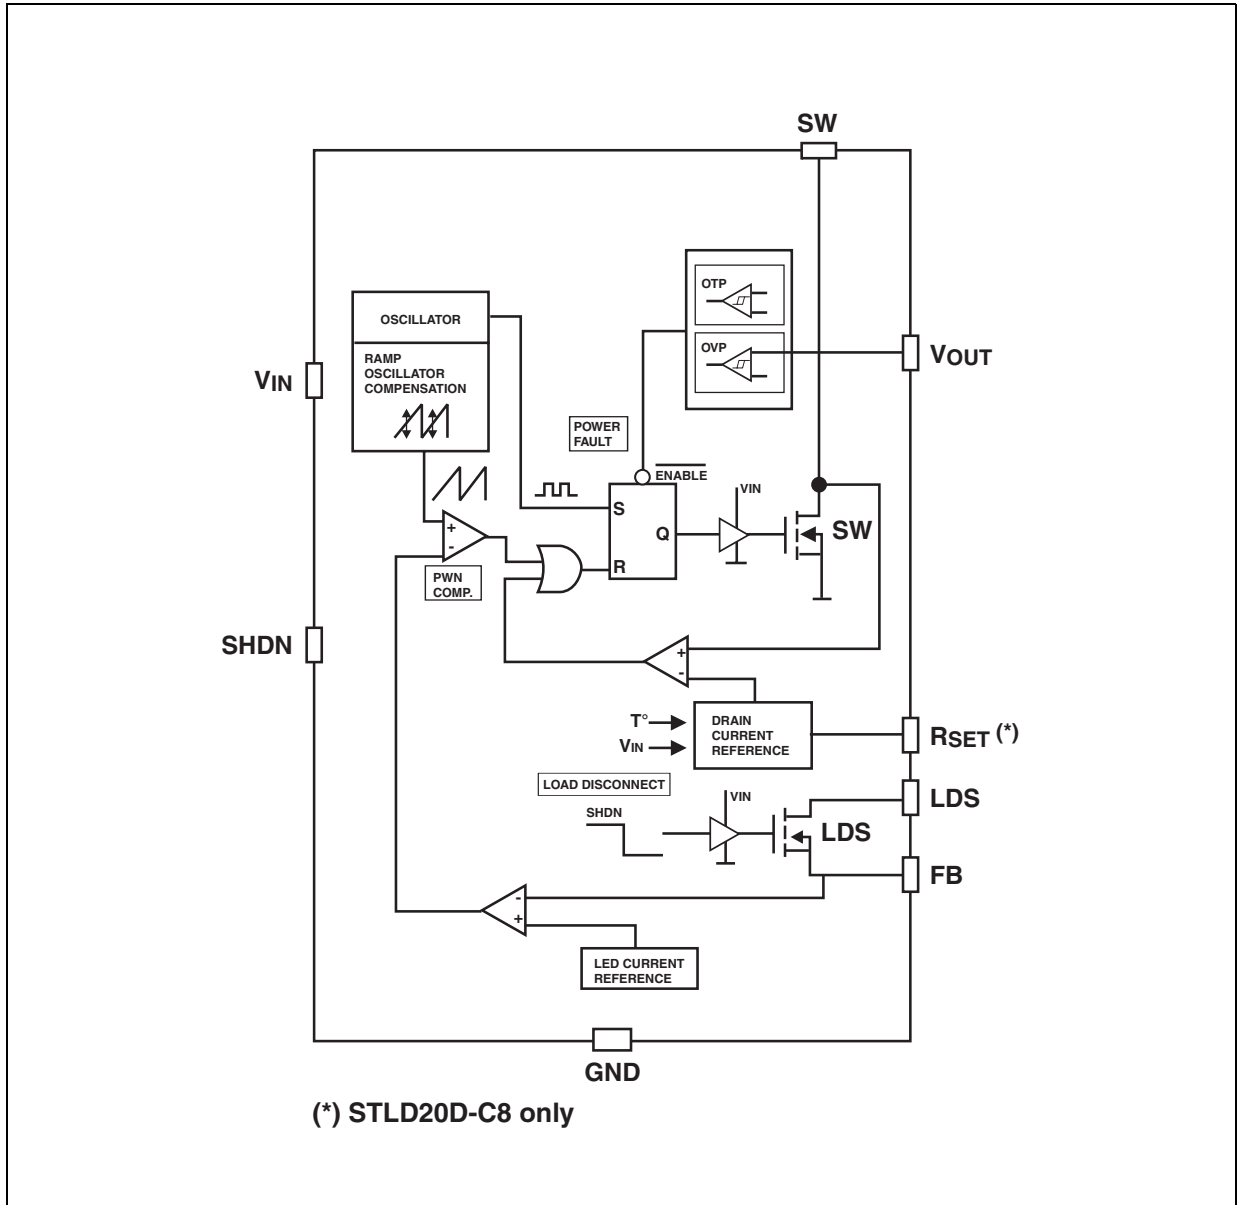 SW
OTP
OSCILLATOR
OVP
VOUT
RAMP
OSCILLATOR
COMPENSATION
VIN
POWER
FAULT
ENABLE
VIN
S
Q
SW
+
-
R
PWN
COMP.
SHDN
+
-
T°
VIN
DRAIN
CURRENT
REFERENCE
RSET (*)
LOAD DISCONNECT
VIN
LDS
SHDN
LDS
FB
-
+
LED CURRENT
REFERENCE
GND
(*) STLD20D-C8 only